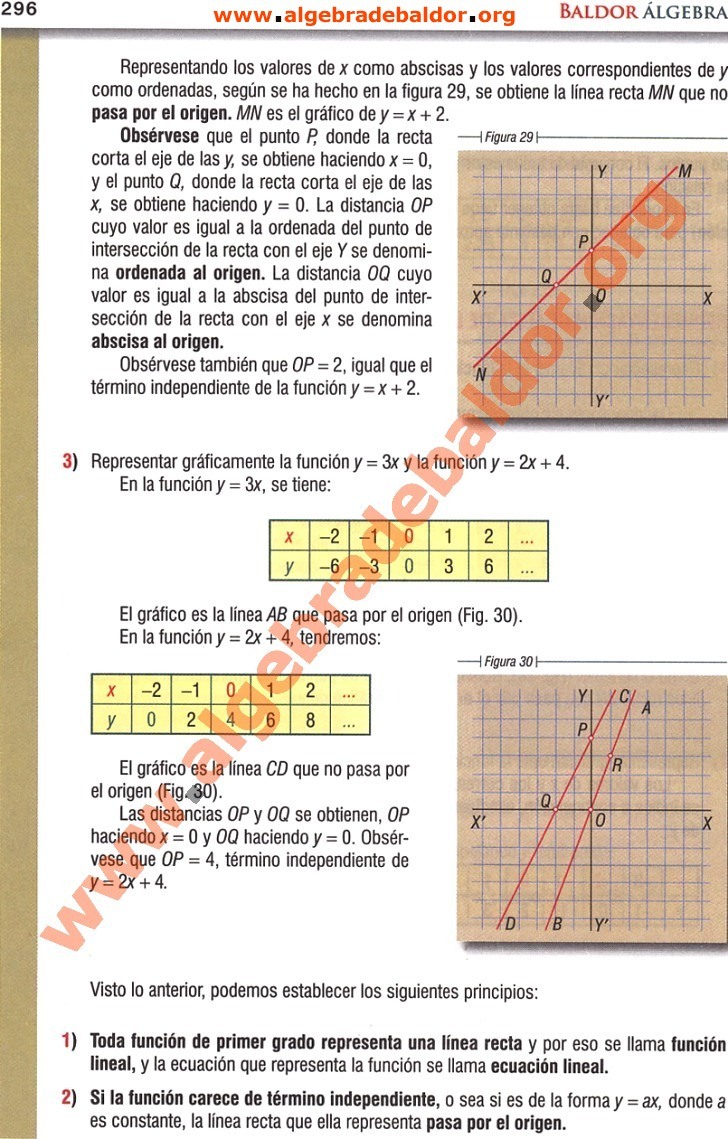 296
www.algebradebaldor.org
BALDOR ÁLGEBRA
Representando los valores de x como abscisas y los valores correspondientes de y
como ordenadas, según se ha hecho en la figura 29, se obtiene la línea recta MN que no
pasa por el origen. MN es el gráfico de y = x + 2.
Obsérvese que el punto P, donde la recta
corta el eje de las y, se obtiene haciendo x = 0,
y el punto Q, donde la recta corta el eje de las
x, se obtiene haciendo y = 0. La distancia OP
cuyo valor es igual a la ordenada del punto de
intersección de la recta con el eje Y se denomi-
na ordenada al origen. La distancia OQ cuyo
valor es igual a la abscisa del punto de inter-
sección de la recta con el eje x se denomina
abscisa al origen.
Obsérvese también que OP = 2, igual que el
término independiente de la función y = x + 2.
Figura 29
Y M
P
Q
X' O X
N
Y'
3) Representar gráficamente la función y = 3x y la función y = 2x + 4.
En la función y = 3x, se tiene:
x –2 –1 0 1 2 ...
y –6 –3 0 3 6 ...
El gráfico es la línea AB que pasa por el origen (Fig. 30).
En la función y = 2x + 4, tendremos:
x –2 –1 0 1 2 ...
y 0 2 4 6 8 ...
El gráfico es la línea CD que no pasa por
el origen (Fig. 30).
Las distancias OP y OQ se obtienen, OP
haciendo x = 0 y OQ haciendo y = 0. Obsér-
vese que OP = 4, término independiente de
y = 2x + 4.
Figura 30
Y C A
P
R
Q
X' O X
D B Y'
Visto lo anterior, podemos establecer los siguientes principios:
1) Toda función de primer grado representa una línea recta y por eso se llama función
lineal, y la ecuación que representa la función se llama ecuación lineal.
2) Si la función carece de término independiente, o sea si es de la forma y = ax, donde a
es constante, la línea recta que ella representa pasa por el origen.
www.algebradebaldor.org